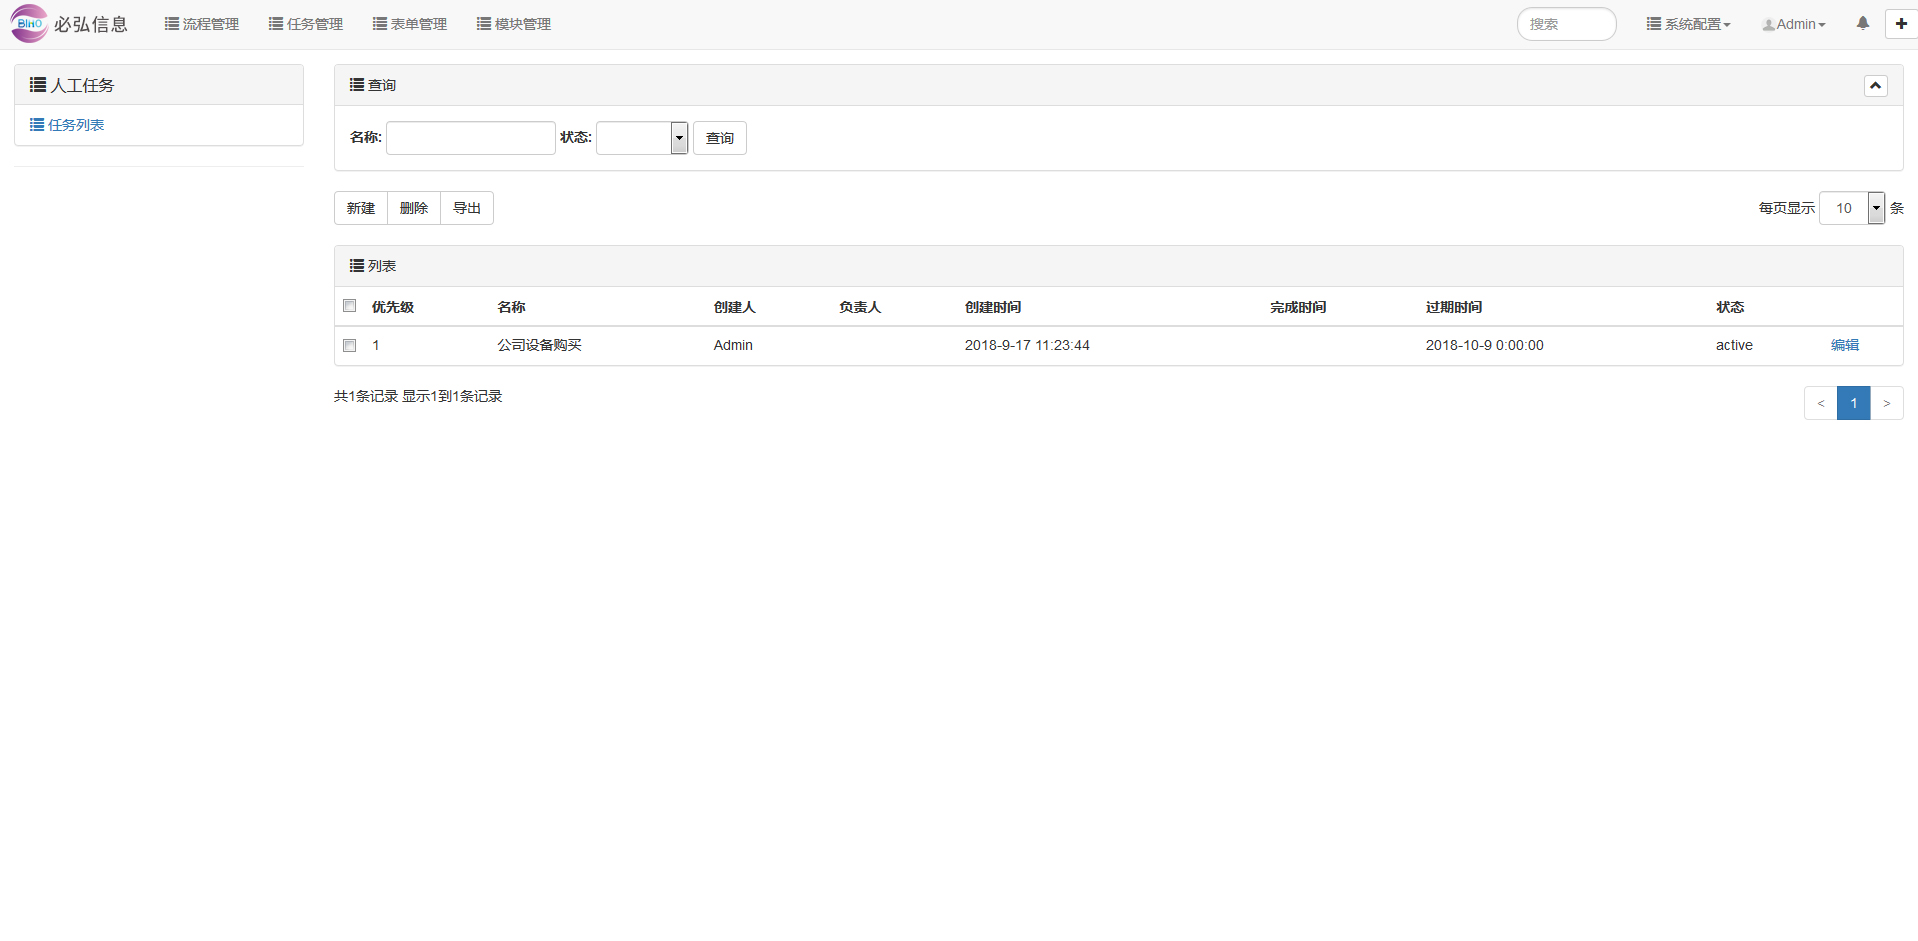 BIHO 必弘信息 流程管理 任务管理 表单管理 模块管理 搜索 系统配置 Admin
人工任务
任务列表
查询
名称: 状态: 查询
新建 删除 导出 每页显示 10 条
列表
优先级 名称 创建人 负责人 创建时间 完成时间 过期时间 状态
1 公司设备购买 Admin 2018-9-17 11:23:44 2018-10-9 0:00:00 active 编辑
共1条记录 显示1到1条记录 < 1 >